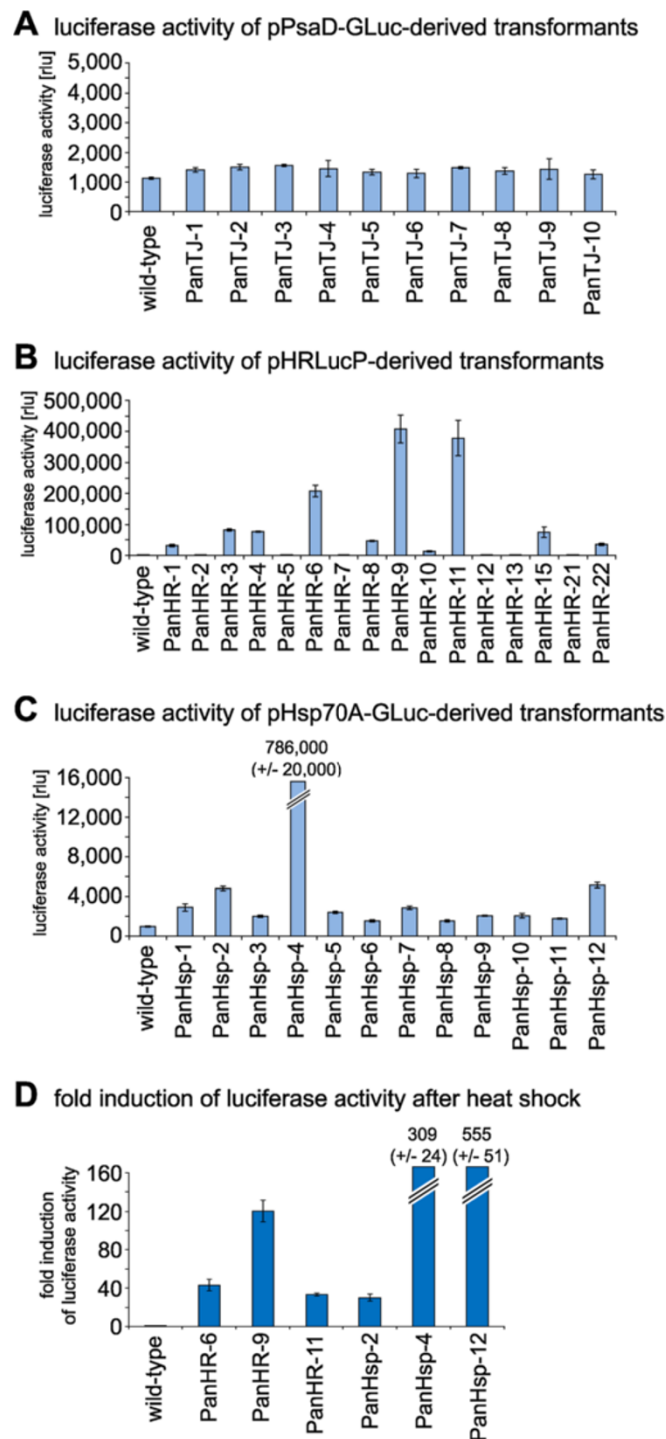 A luciferase activity of pPsaD-GLuc-derived transformants
luciferase activity [rlu]
5,000
4,000
3,000
2,000
1,000
0
wild-type
PanTJ-1
PanTJ-2
PanTJ-3
PanTJ-4
PanTJ-5
PanTJ-6
PanTJ-7
PanTJ-8
PanTJ-9
PanTJ-10
B luciferase activity of pHRLucP-derived transformants
luciferase activity [rlu]
500,000
400,000
300,000
200,000
100,000
0
wild-type
PanHR-1
PanHR-2
PanHR-3
PanHR-4
PanHR-5
PanHR-6
PanHR-7
PanHR-8
PanHR-9
PanHR-10
PanHR-11
PanHR-12
PanHR-13
PanHR-15
PanHR-21
PanHR-22
C luciferase activity of pHsp70A-GLuc-derived transformants
786,000
(+/- 20,000)
luciferase activity [rlu]
16,000
12,000
8,000
4,000
0
wild-type
PanHsp-1
PanHsp-2
PanHsp-3
PanHsp-4
PanHsp-5
PanHsp-6
PanHsp-7
PanHsp-8
PanHsp-9
PanHsp-10
PanHsp-11
PanHsp-12
D fold induction of luciferase activity after heat shock
309 555
(+/- 24) (+/- 51)
fold induction
of luciferase activity
160
120
80
40
0
wild-type
PanHR-6
PanHR-9
PanHR-11
PanHsp-2
PanHsp-4
PanHsp-12